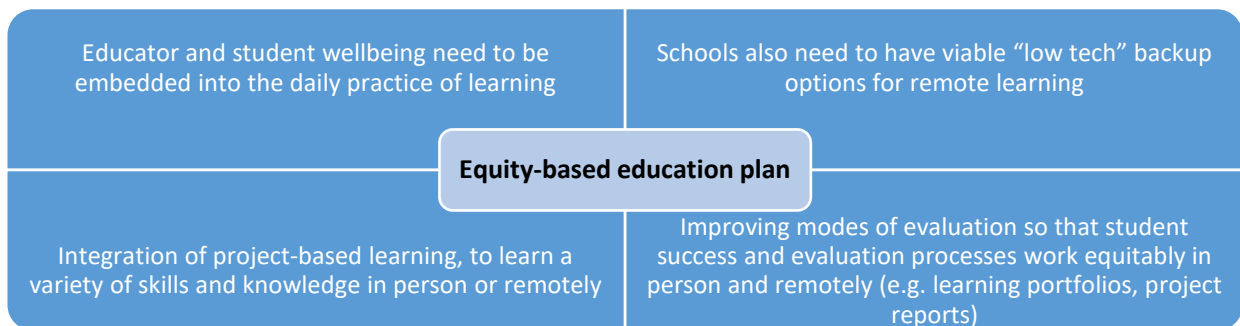 Educator and student wellbeing need to be
embedded into the daily practice of learning
Schools also need to have viable “low tech” backup
options for remote learning
Equity-based education plan
Integration of project-based learning, to learn a
variety of skills and knowledge in person or remotely
Improving modes of evaluation so that student
success and evaluation processes work equitably in
person and remotely (e.g. learning portfolios, project
reports)